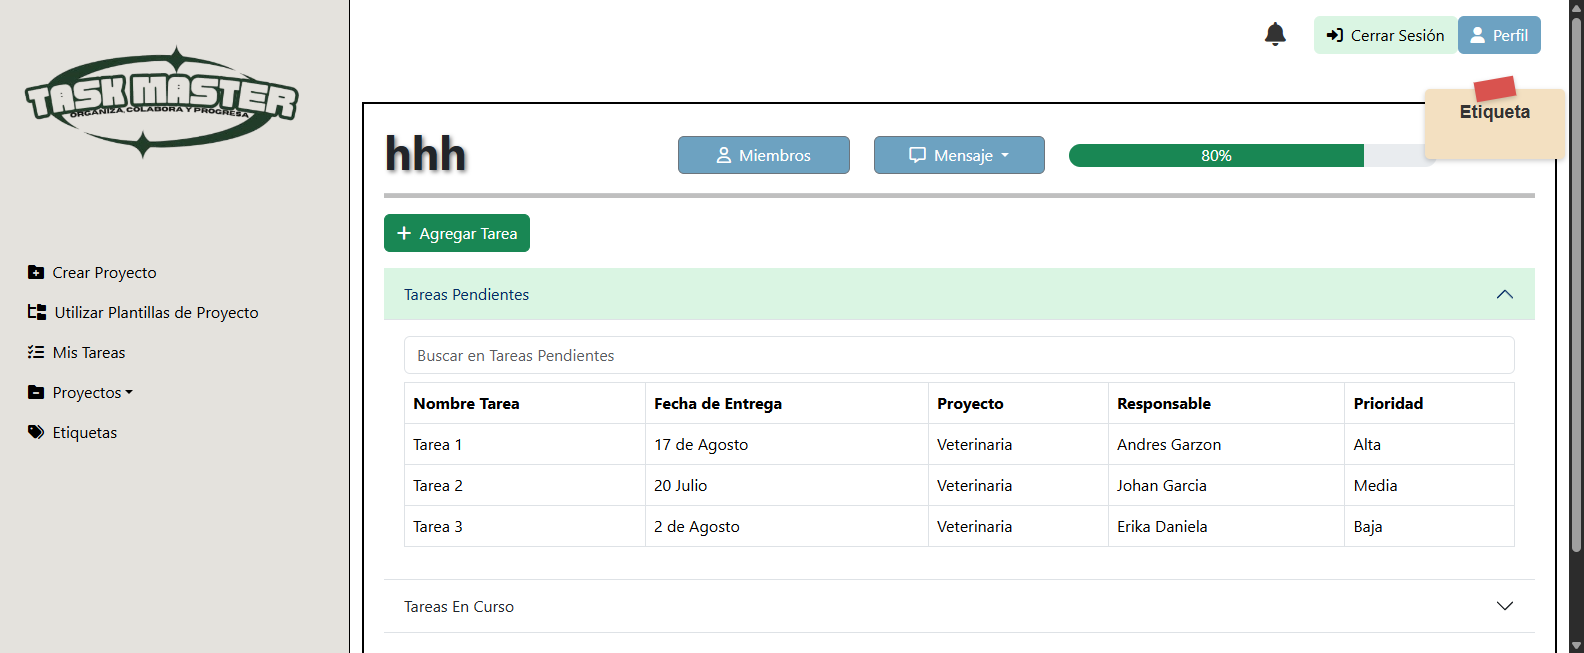 TASK MASTER
ORGANIZA, COLABORA Y PROGRESA
Crear Proyecto
Utilizar Plantillas de Proyecto
Mis Tareas
Proyectos
Etiquetas
Cerrar Sesión
Perfil
Etiqueta
hhh
Miembros
Mensaje
80%
Agregar Tarea
Tareas Pendientes
Buscar en Tareas Pendientes
Nombre Tarea Fecha de Entrega Proyecto Responsable Prioridad
Tarea 1 17 de Agosto Veterinaria Andres Garzon Alta
Tarea 2 20 Julio Veterinaria Johan Garcia Media
Tarea 3 2 de Agosto Veterinaria Erika Daniela Baja
Tareas En Curso